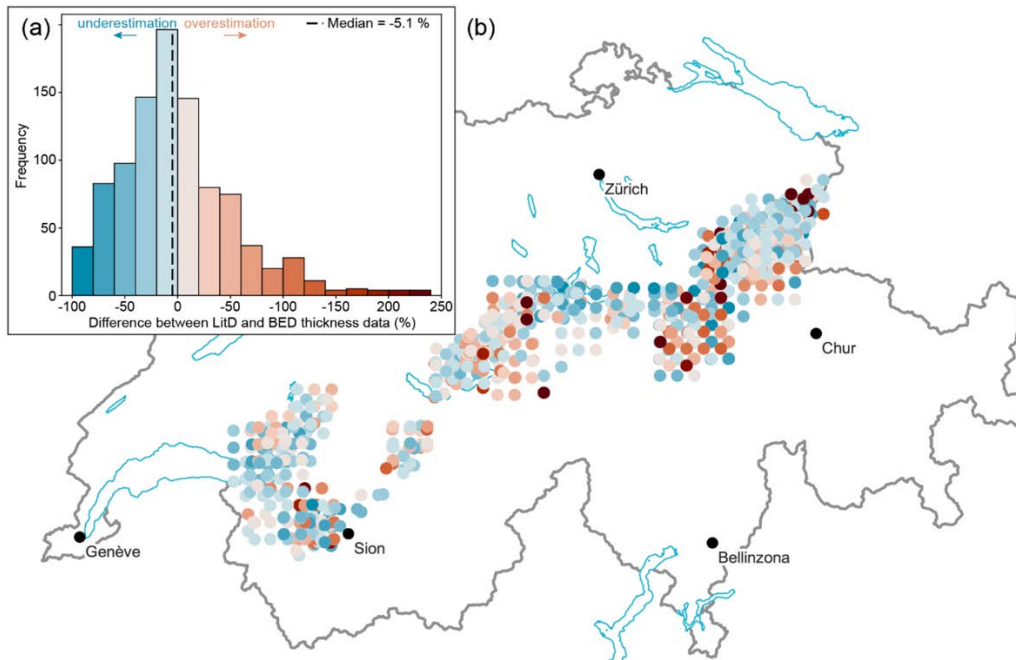 (a)
underestimation overestimation
Median = -5.1 %
150
100
50
0
Frequency
-100 -50 0 -50 -100 -150 200 250
Difference between LitD and BED thickness data (%)
(b)
Zürich
Chur
Sion
Genève
Bellinzona